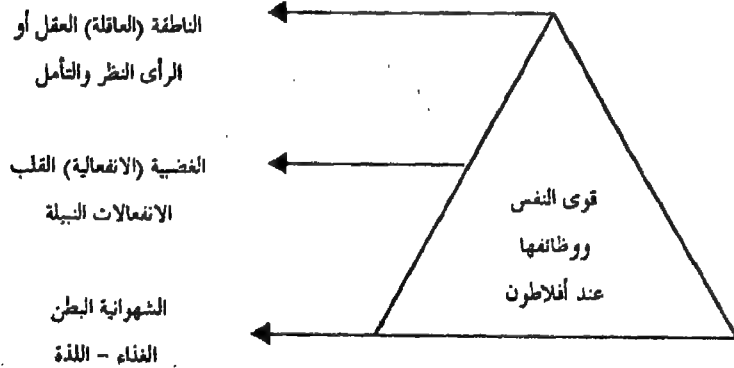 الناطقة (العاقلة) العقل أو
الرأى النظر والتأمل
الغضبية (الانفعالية) القلب
الانفعالات النبيلة
الشهوانية البطن
الغذاء - اللذة
قوى النفس
ووظائفها
عند أفلاطون